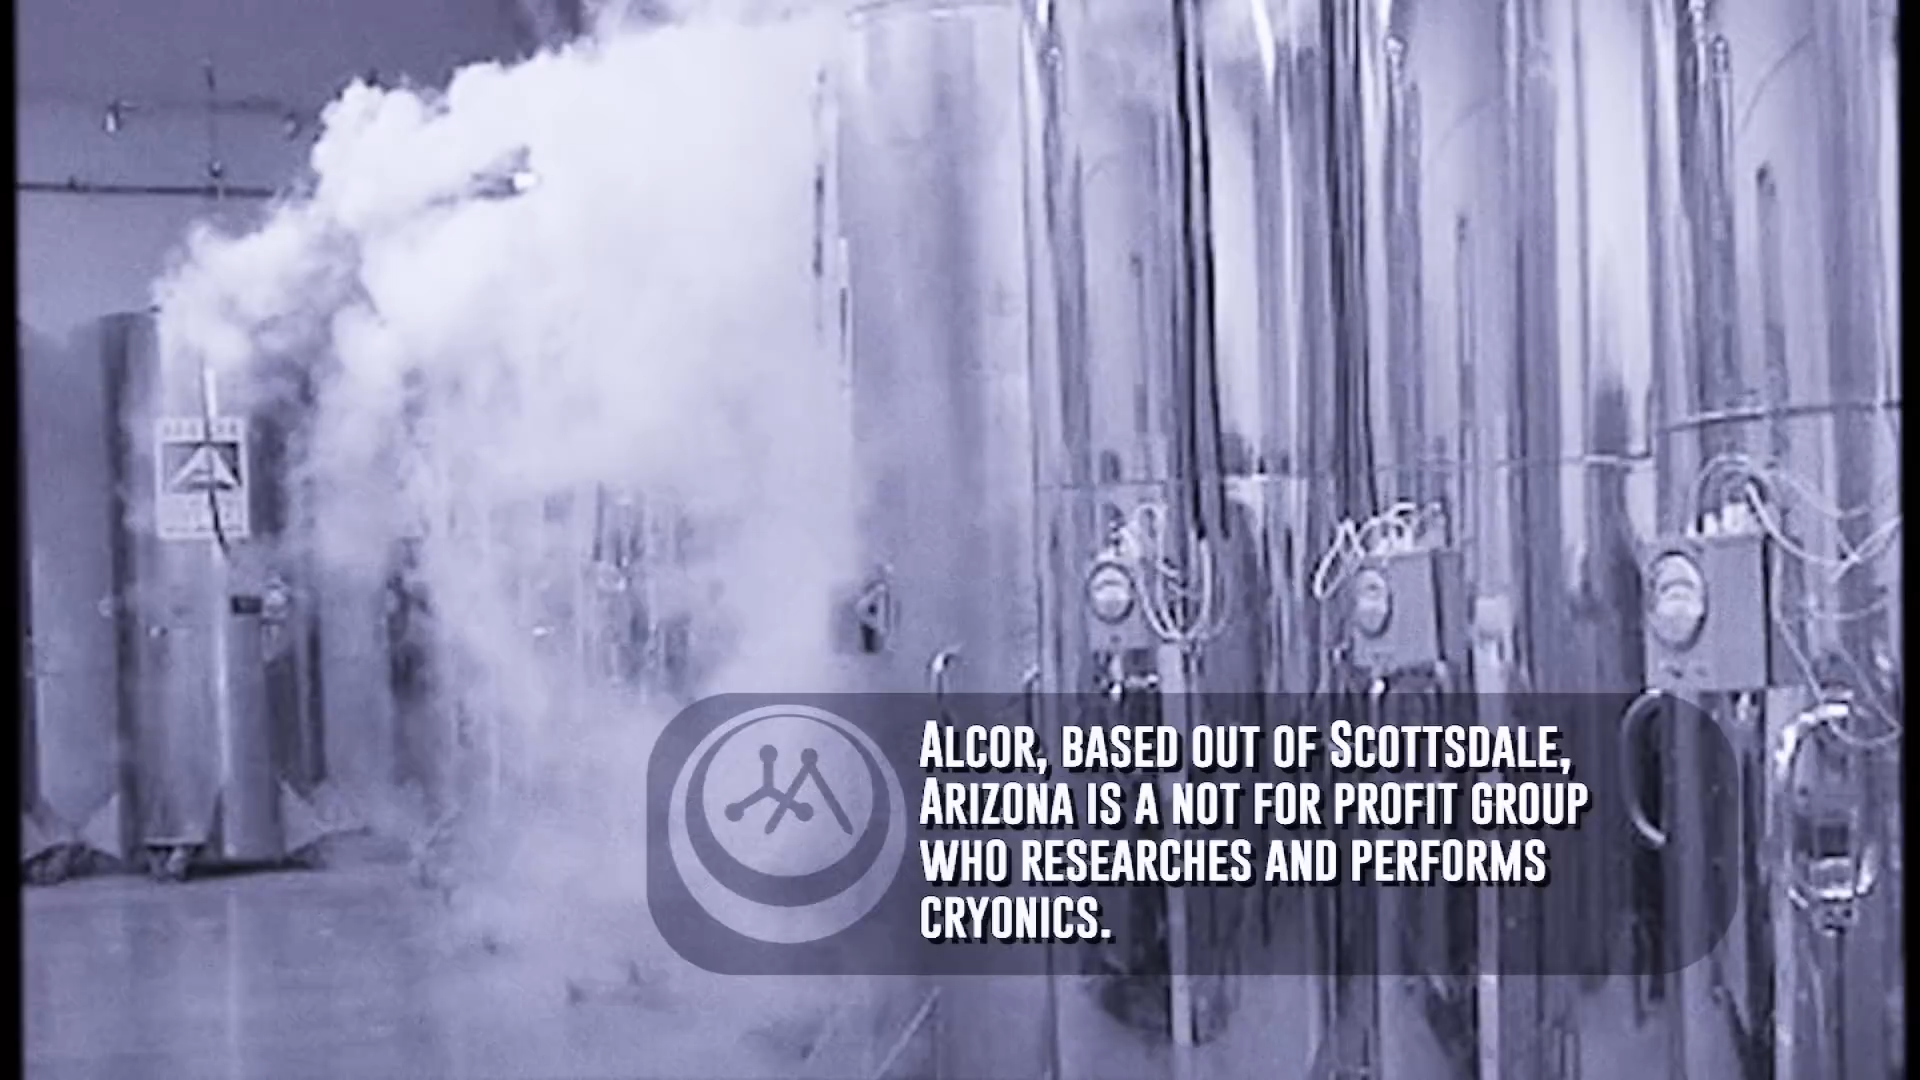 Alcor, based out of Scottsdale,
Arizona is a not for profit group
who researches and performs
cryonics.